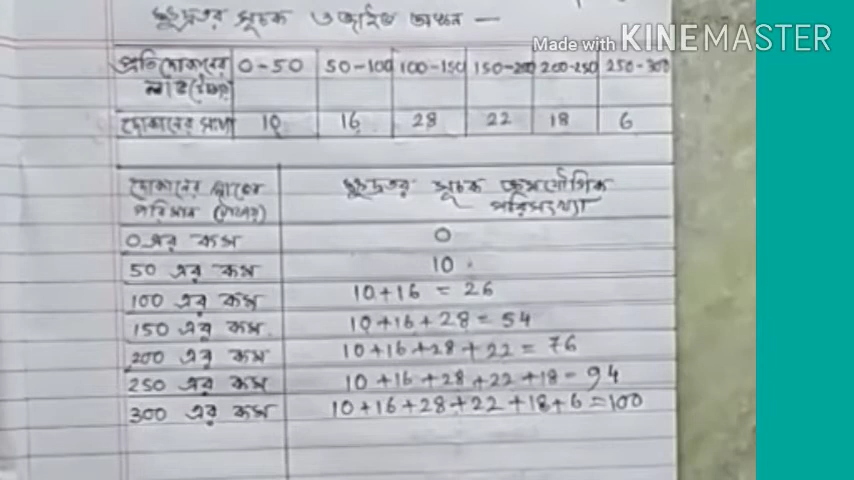 ক্ষুদ্রতর সূচক ও জাইভ অঙ্কন —
Made with KINEMASTER
প্রতি দোকানের 0-50 50-100 100-150 150-200 200-250 250-300
লাভ (টাকায়)
দোকানের সংখ্যা 10 16 28 22 18 6
দোকানের লাভের ক্ষুদ্রতর সূচক ক্রমযৌগিক
পরিমান (টাকায়) পরিসংখ্যা
0 এর কম 0
50 এর কম 10
100 এর কম 10+16 = 26
150 এর কম 10+16+28=54
200 এর কম 10+16+28+22=76
250 এর কম 10+16+28+22+18=94
300 এর কম 10+16+28+22+18+6=100